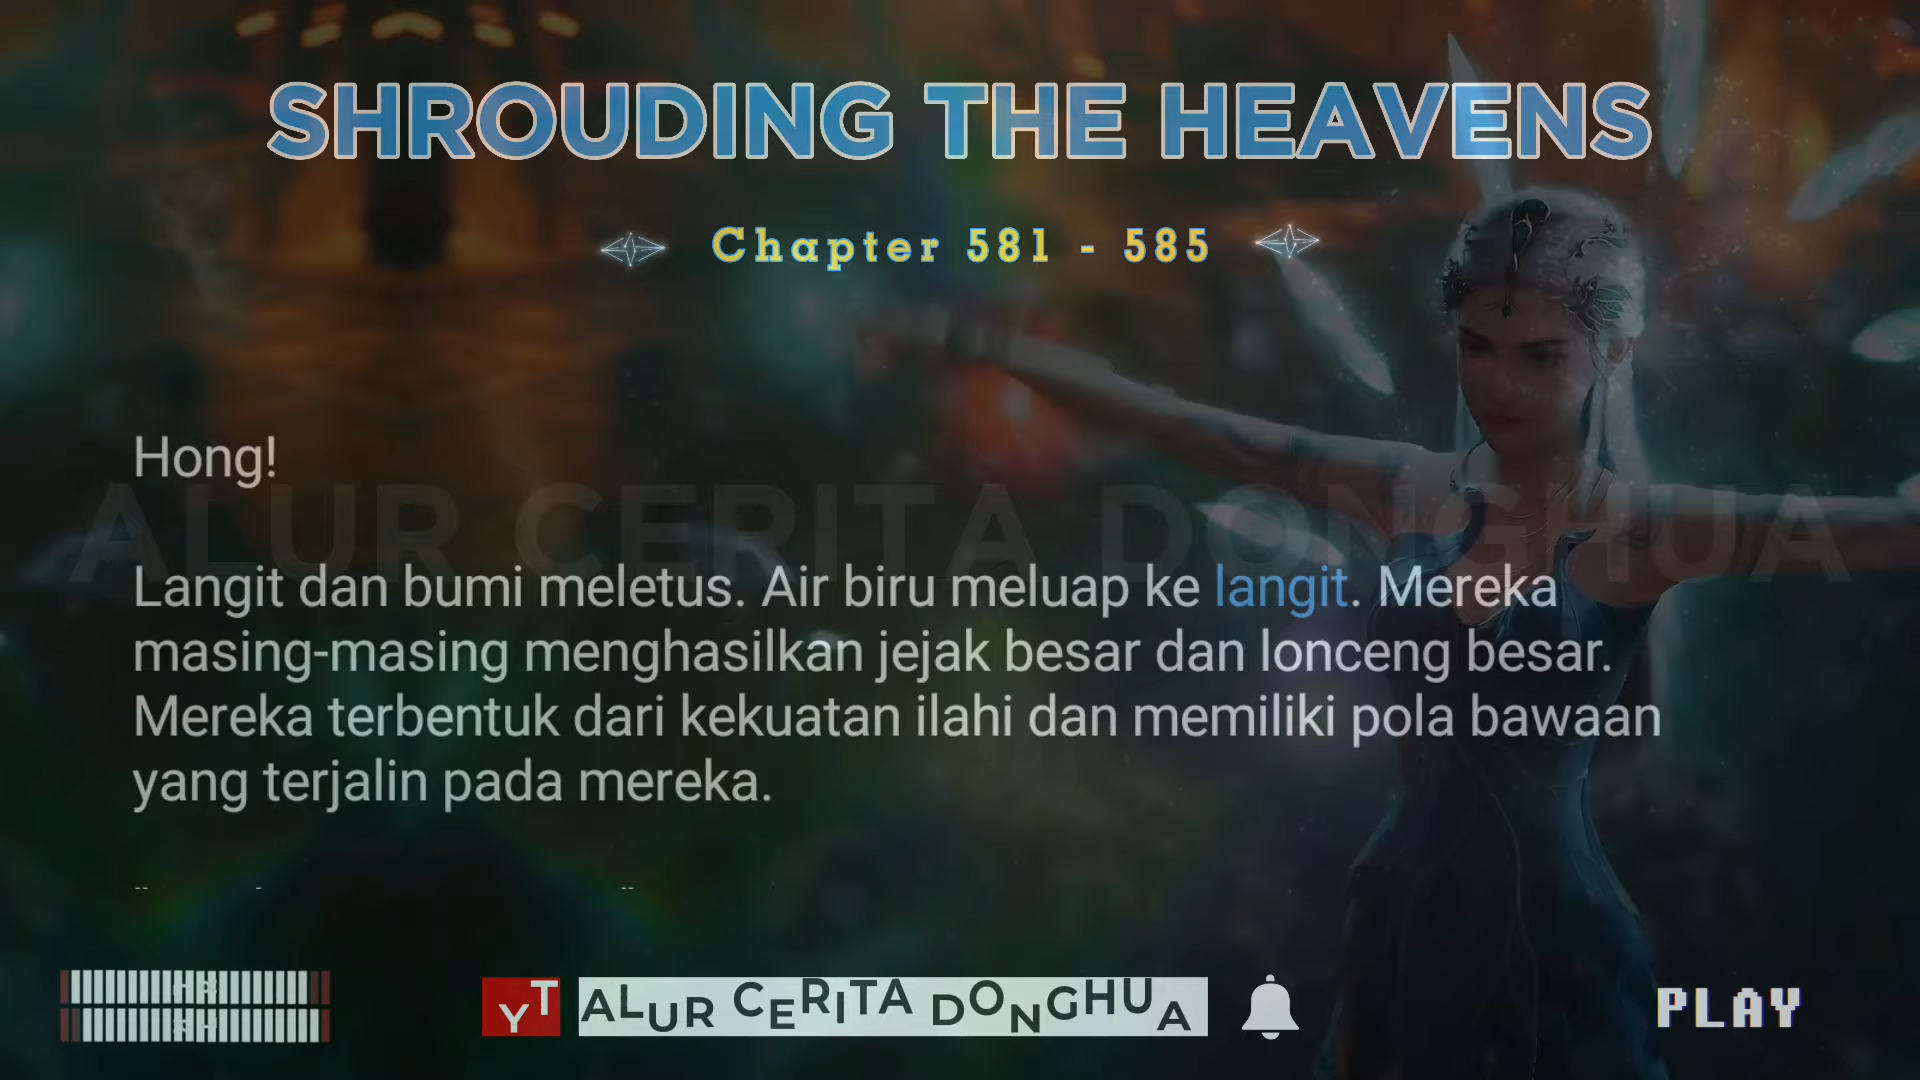 SHROUDING THE HEAVENS
Chapter 581 - 585
Hong!
ALUR CERITA DONGHUA
Langit dan bumi meletus. Air biru meluap ke langit. Mereka
masing-masing menghasilkan jejak besar dan lonceng besar.
Mereka terbentuk dari kekuatan ilahi dan memiliki pola bawaan
yang terjalin pada mereka.
YT ALUR CERITA DONGHUA
PLAY